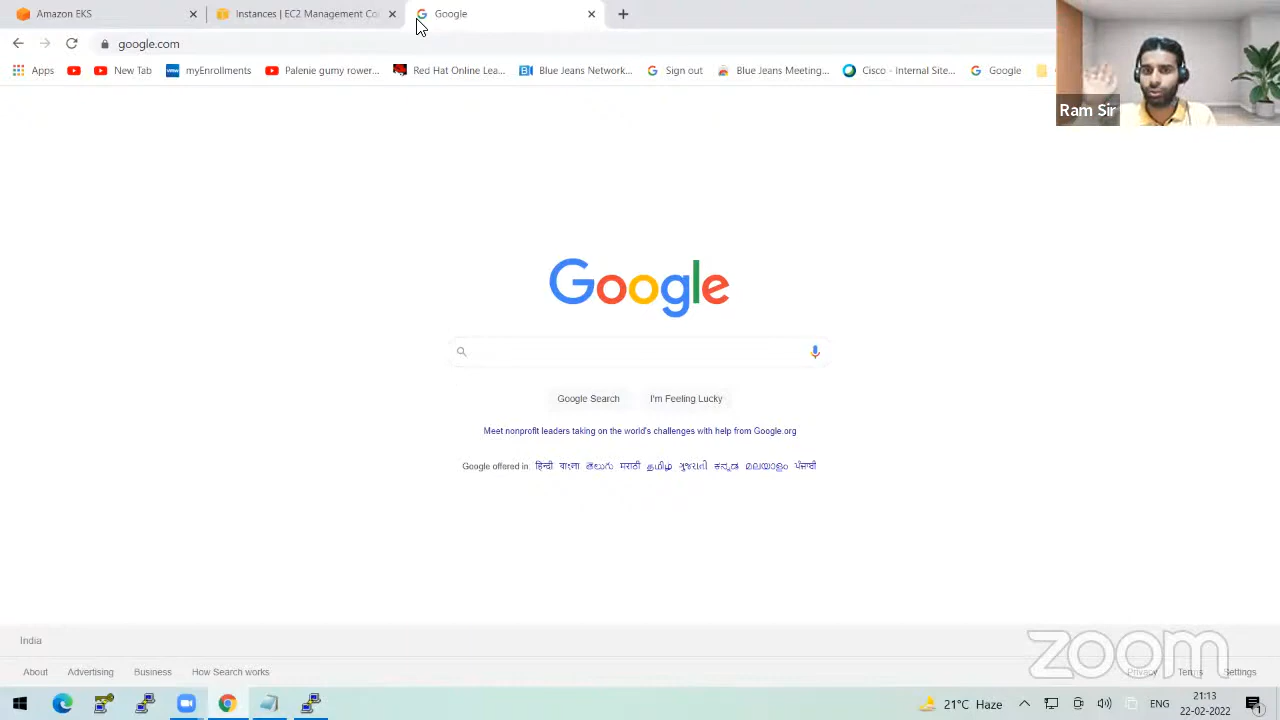 Amazon EKS
Instances | EC2 Management Co
Google
google.com
Apps
New Tab
myEnrollments
Palenie gumy rower...
Red Hat Online Lea...
Blue Jeans Network...
Sign out
Blue Jeans Meeting...
Cisco - Internal Site...
Google
Ram Sir
Google
Google Search
I'm Feeling Lucky
Meet nonprofit leaders taking on the world's challenges with help from Google.org
Google offered in: हिन्दी বাংলা తెలుగు मराठी தமிழ் ગુજરાતી ಕನ್ನಡ മലയാളം ਪੰਜਾਬੀ
India
zoom
About Advertising Business How Search works
Privacy Terms Settings
21°C Haze
ENG
21:13
22-02-2022
1